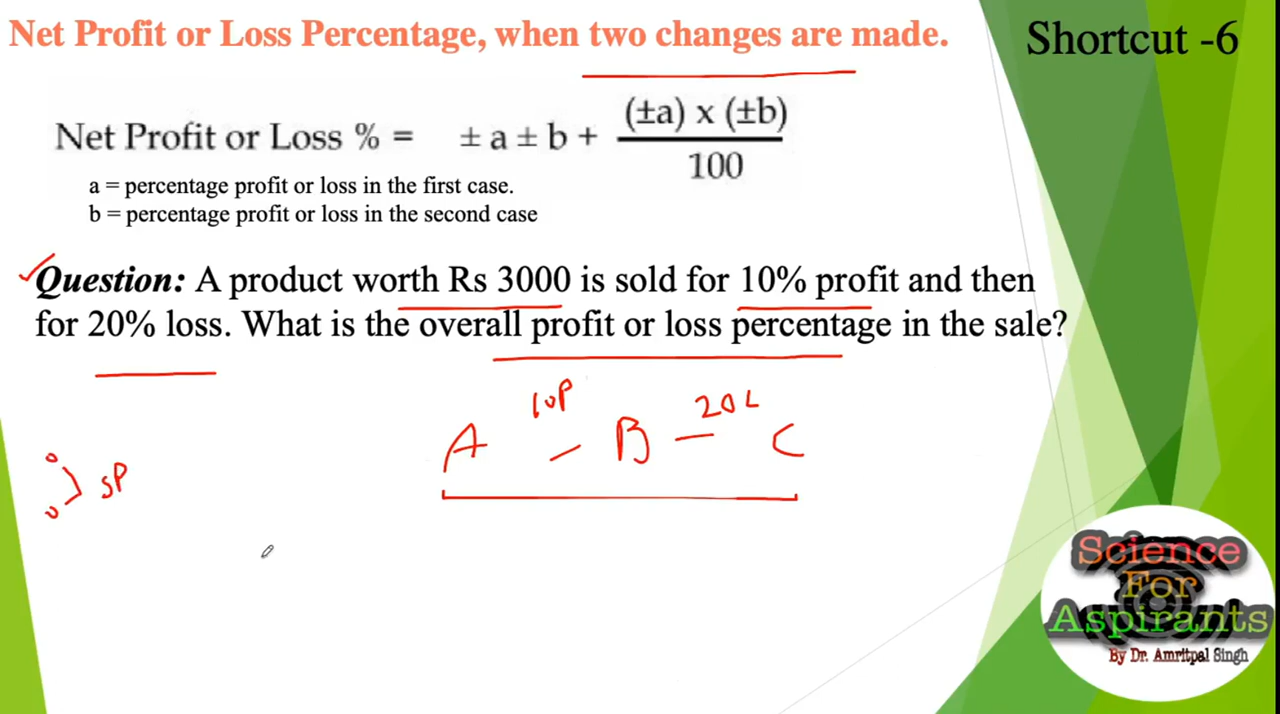 Net Profit or Loss Percentage, when two changes are made.
Shortcut -6
Net Profit or Loss % = ± a ± b + (±a) x (±b) / 100
a = percentage profit or loss in the first case.
b = percentage profit or loss in the second case
Question: A product worth Rs 3000 is sold for 10% profit and then
for 20% loss. What is the overall profit or loss percentage in the sale?
10P 20L
A – B – C
SP
Science
For
Aspirants
By Dr. Amritpal Singh